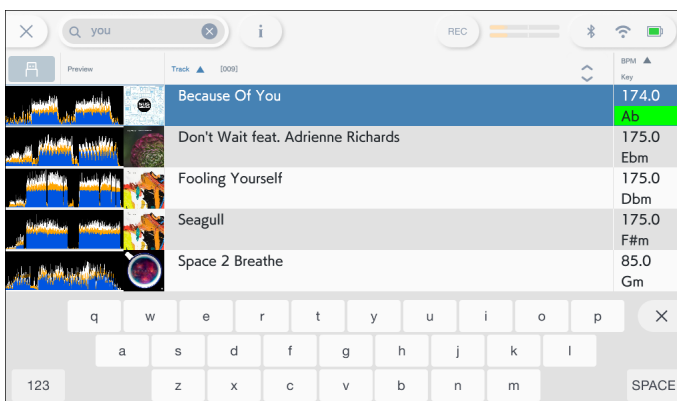 you
i
REC
Preview
Track [009]
BPM
Key
Because Of You
174.0
Ab
Don't Wait feat. Adrienne Richards
175.0
Ebm
Fooling Yourself
175.0
Dbm
Seagull
175.0
F#m
Space 2 Breathe
85.0
Gm
q w e r t y u i o p
a s d f g h j k l
123 z x c v b n m SPACE